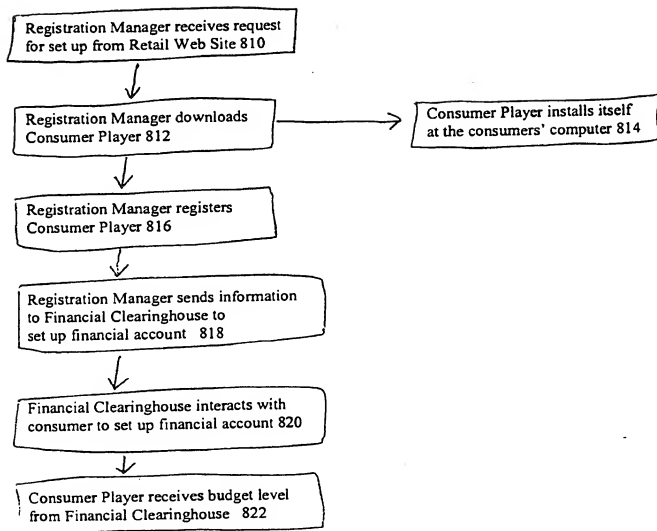 Registration Manager receives request
for set up from Retail Web Site 810
Registration Manager downloads
Consumer Player 812
Consumer Player installs itself
at the consumers' computer 814
Registration Manager registers
Consumer Player 816
Registration Manager sends information
to Financial Clearinghouse to
set up financial account 818
Financial Clearinghouse interacts with
consumer to set up financial account 820
Consumer Player receives budget level
from Financial Clearinghouse 822